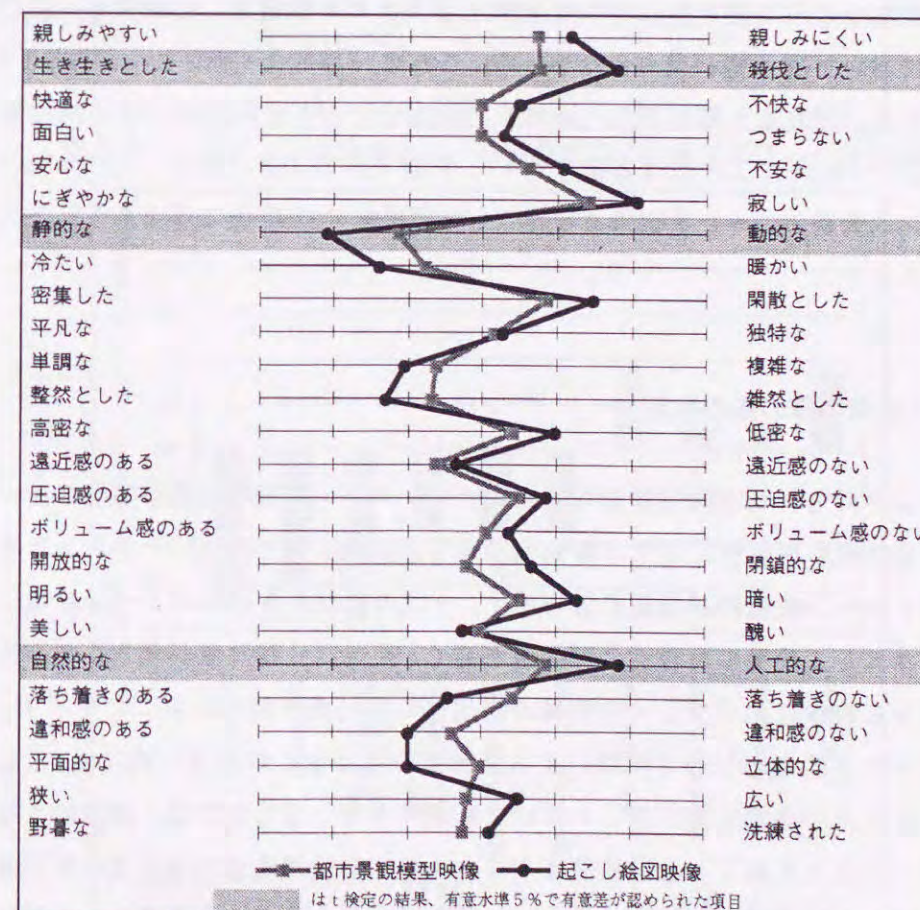 親しみやすい 親しみにくい
生き生きとした 殺伐とした
快適な 不快な
面白い つまらない
安心な 不安な
にぎやかな 寂しい
静的な 動的な
冷たい 暖かい
密集した 閑散とした
平凡な 独特な
単調な 複雑な
整然とした 雑然とした
高密な 低密な
遠近感のある 遠近感のない
圧迫感のある 圧迫感のない
ボリューム感のある ボリューム感のない
開放的な 閉鎖的な
明るい 暗い
美しい 醜い
自然的な 人工的な
落ち着きのある 落ち着きのない
違和感のある 違和感のない
平面的な 立体的な
狭い 広い
野暮な 洗練された
都市景観模型映像 起こし絵図映像
はt検定の結果、有意水準5%で有意差が認められた項目